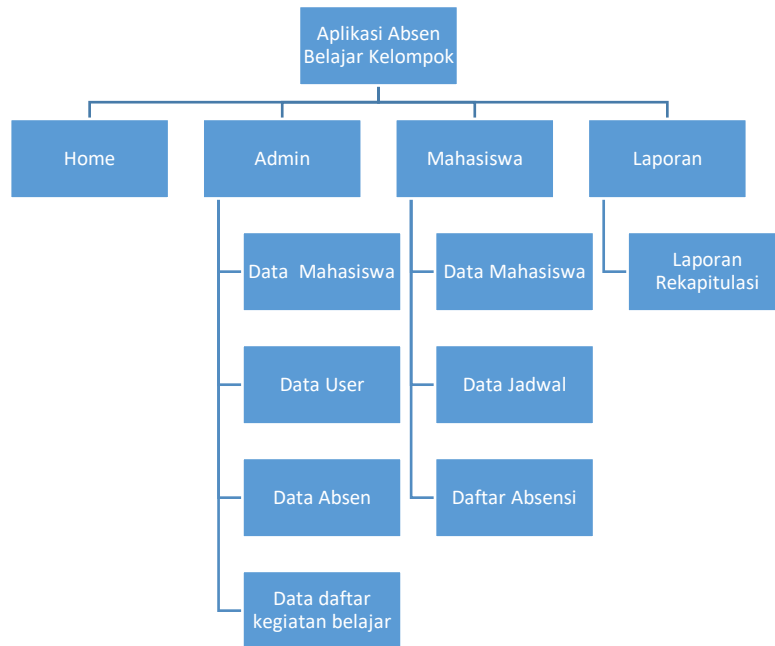 Aplikasi Absen
Belajar Kelompok
Home
Admin
Mahasiswa
Laporan
Data Mahasiswa
Data User
Data Absen
Data daftar
kegiatan belajar
Data Mahasiswa
Data Jadwal
Daftar Absensi
Laporan
Rekapitulasi